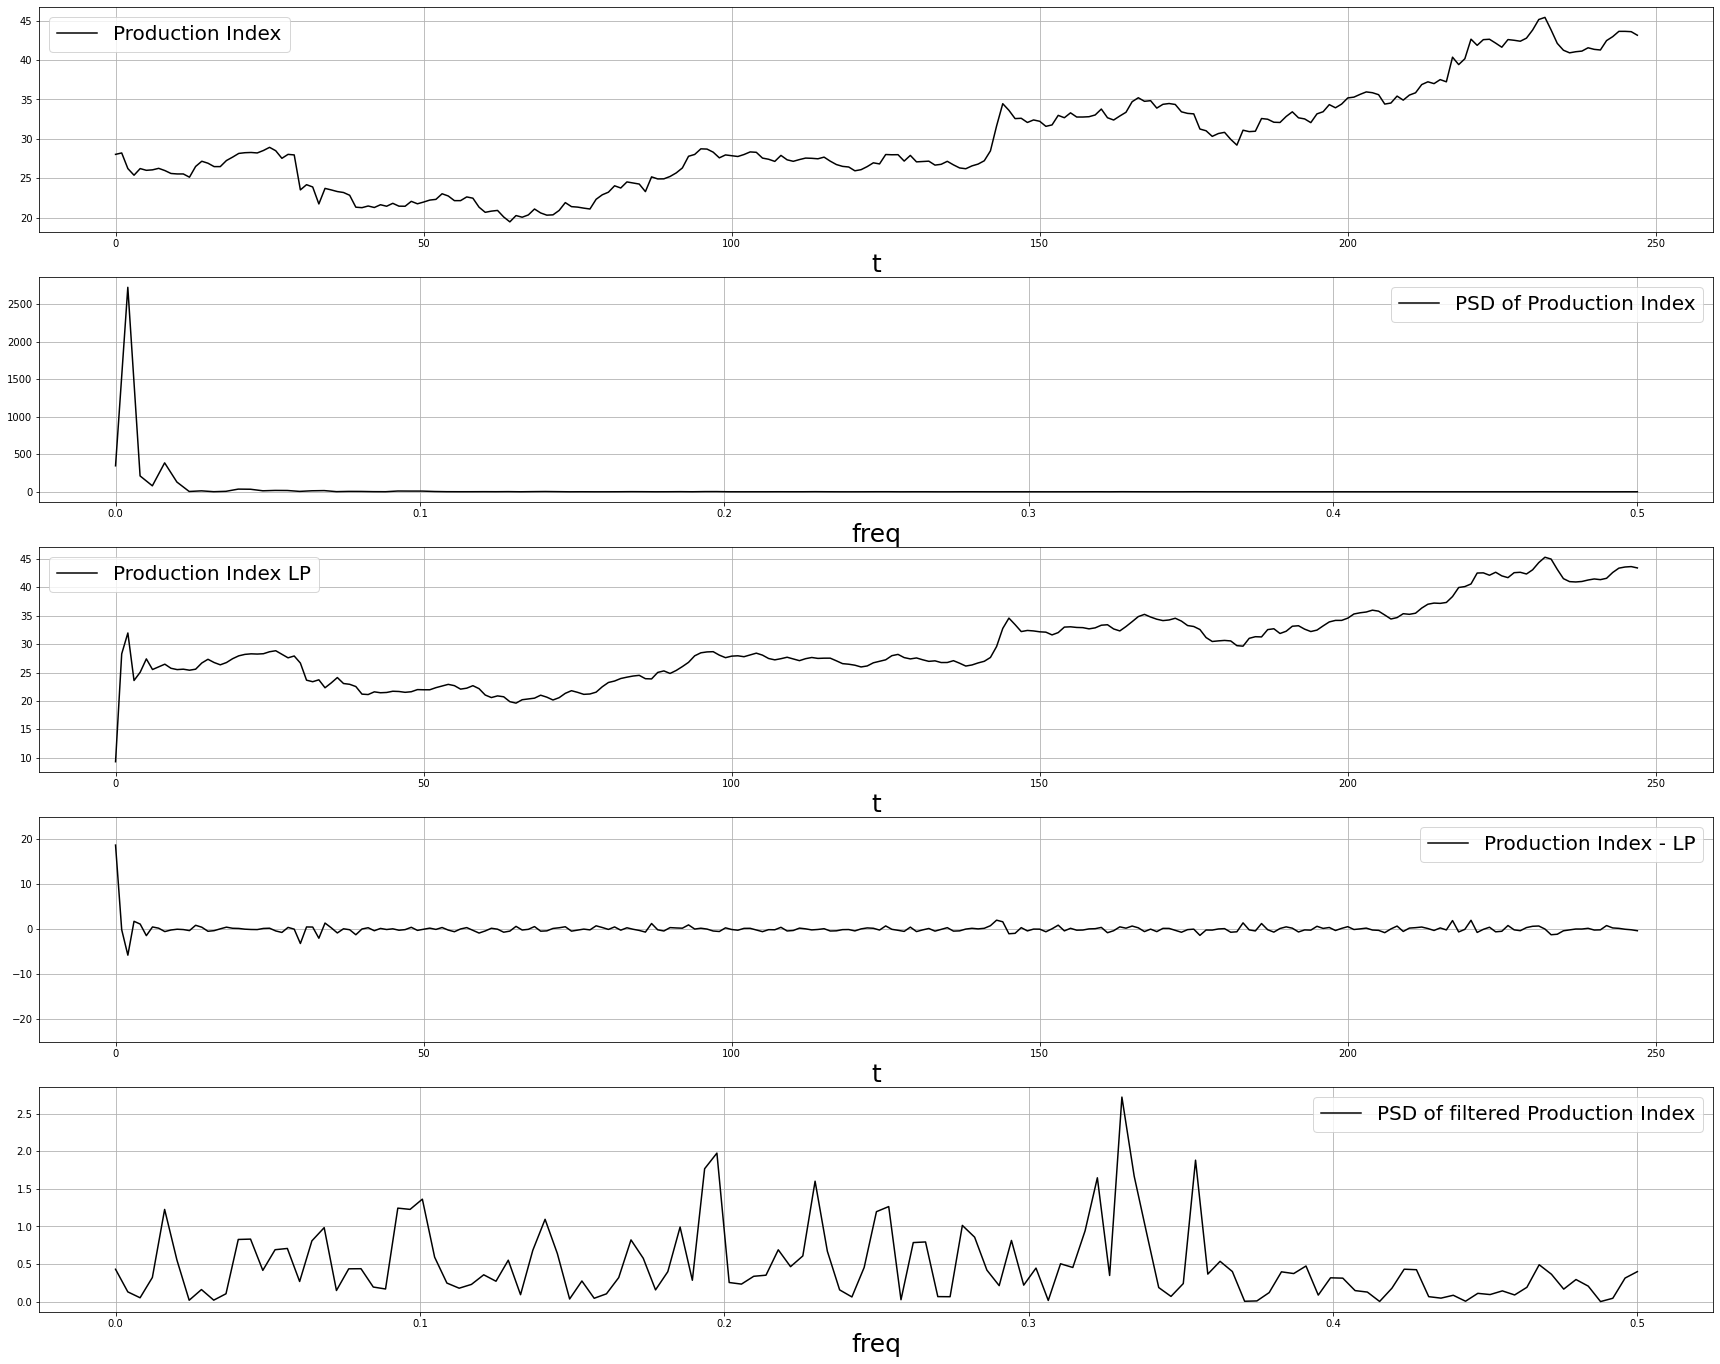 Production Index
45
40
35
30
25
20
0 50 100 150 200 250
t
PSD of Production Index
2500
2000
1500
1000
500
0
0.0 0.1 0.2 0.3 0.4 0.5
freq
Production Index LP
45
40
35
30
25
20
15
10
0 50 100 150 200 250
t
Production Index - LP
20
10
0
−10
−20
0 50 100 150 200 250
t
PSD of filtered Production Index
2.5
2.0
1.5
1.0
0.5
0.0
0.0 0.1 0.2 0.3 0.4 0.5
freq